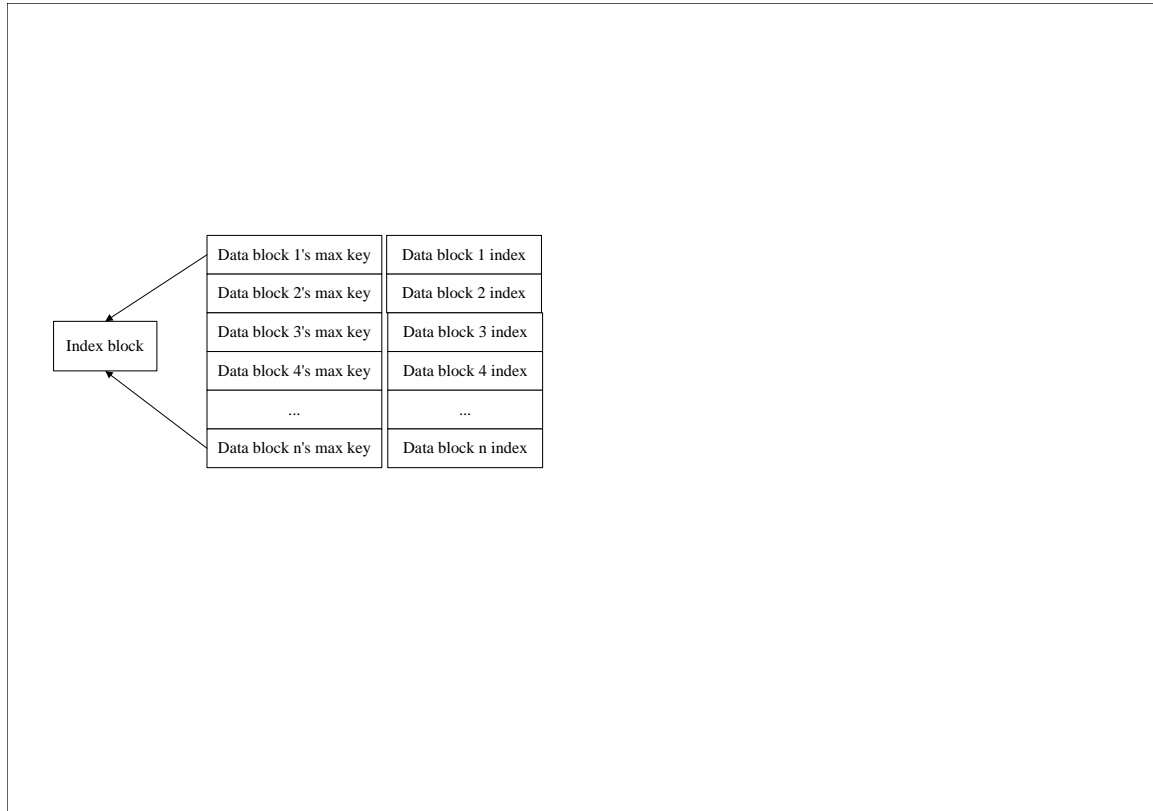 Data block 1's max key Data block 1 index
Data block 2's max key Data block 2 index
Index block
Data block 3's max key Data block 3 index
Data block 4's max key Data block 4 index
... ...
Data block n's max key Data block n index